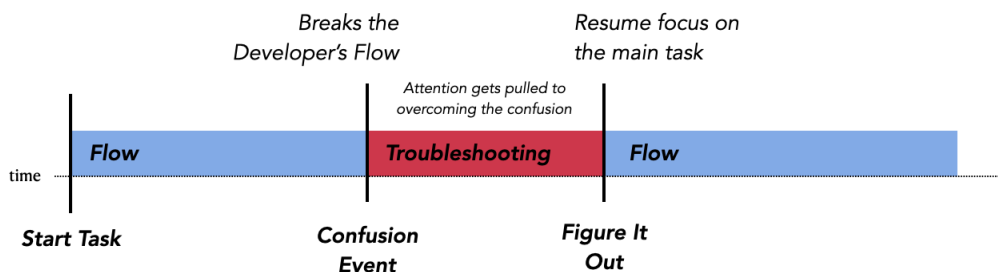 Breaks the
Developer's Flow
Resume focus on
the main task
Attention gets pulled to
overcoming the confusion
Flow
Troubleshooting
Flow
time
Start Task
Confusion
Event
Figure It
Out